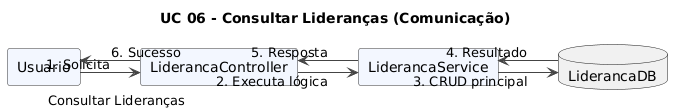 UC 06 - Consultar Lideranças (Comunicação)
6. Sucesso
5. Resposta
4. Resultado
Usuario
1. Solicita
LiderancaController
LiderancaService
LiderancaDB
2. Executa lógica
3. CRUD principal
Consultar Lideranças